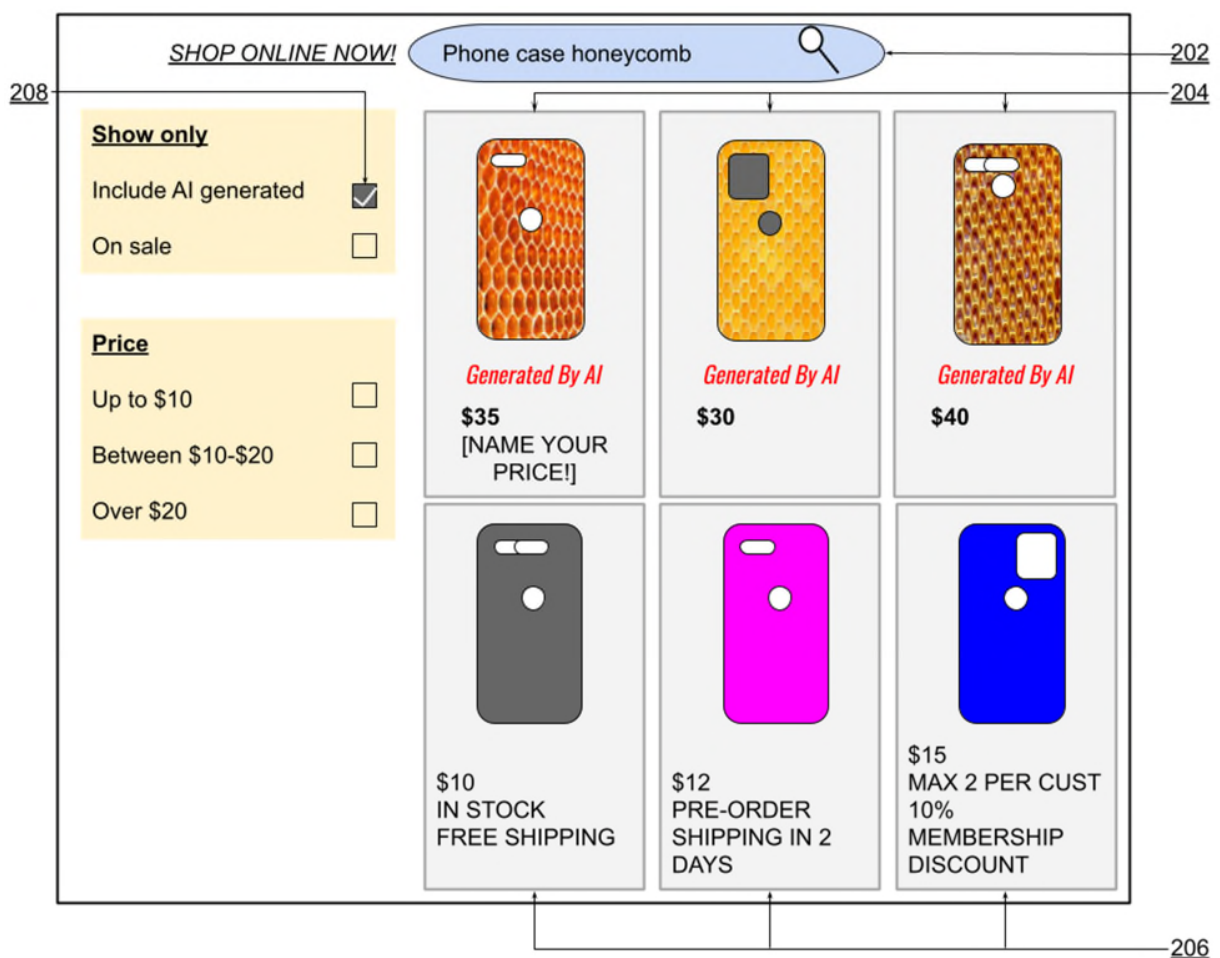 SHOP ONLINE NOW!
Phone case honeycomb
202
208
204
Show only
Include AI generated
On sale
Price
Up to $10
Between $10-$20
Over $20
Generated By AI
$35
[NAME YOUR
PRICE!]
Generated By AI
$30
Generated By AI
$40
$10
IN STOCK
FREE SHIPPING
$12
PRE-ORDER
SHIPPING IN 2
DAYS
$15
MAX 2 PER CUST
10%
MEMBERSHIP
DISCOUNT
206